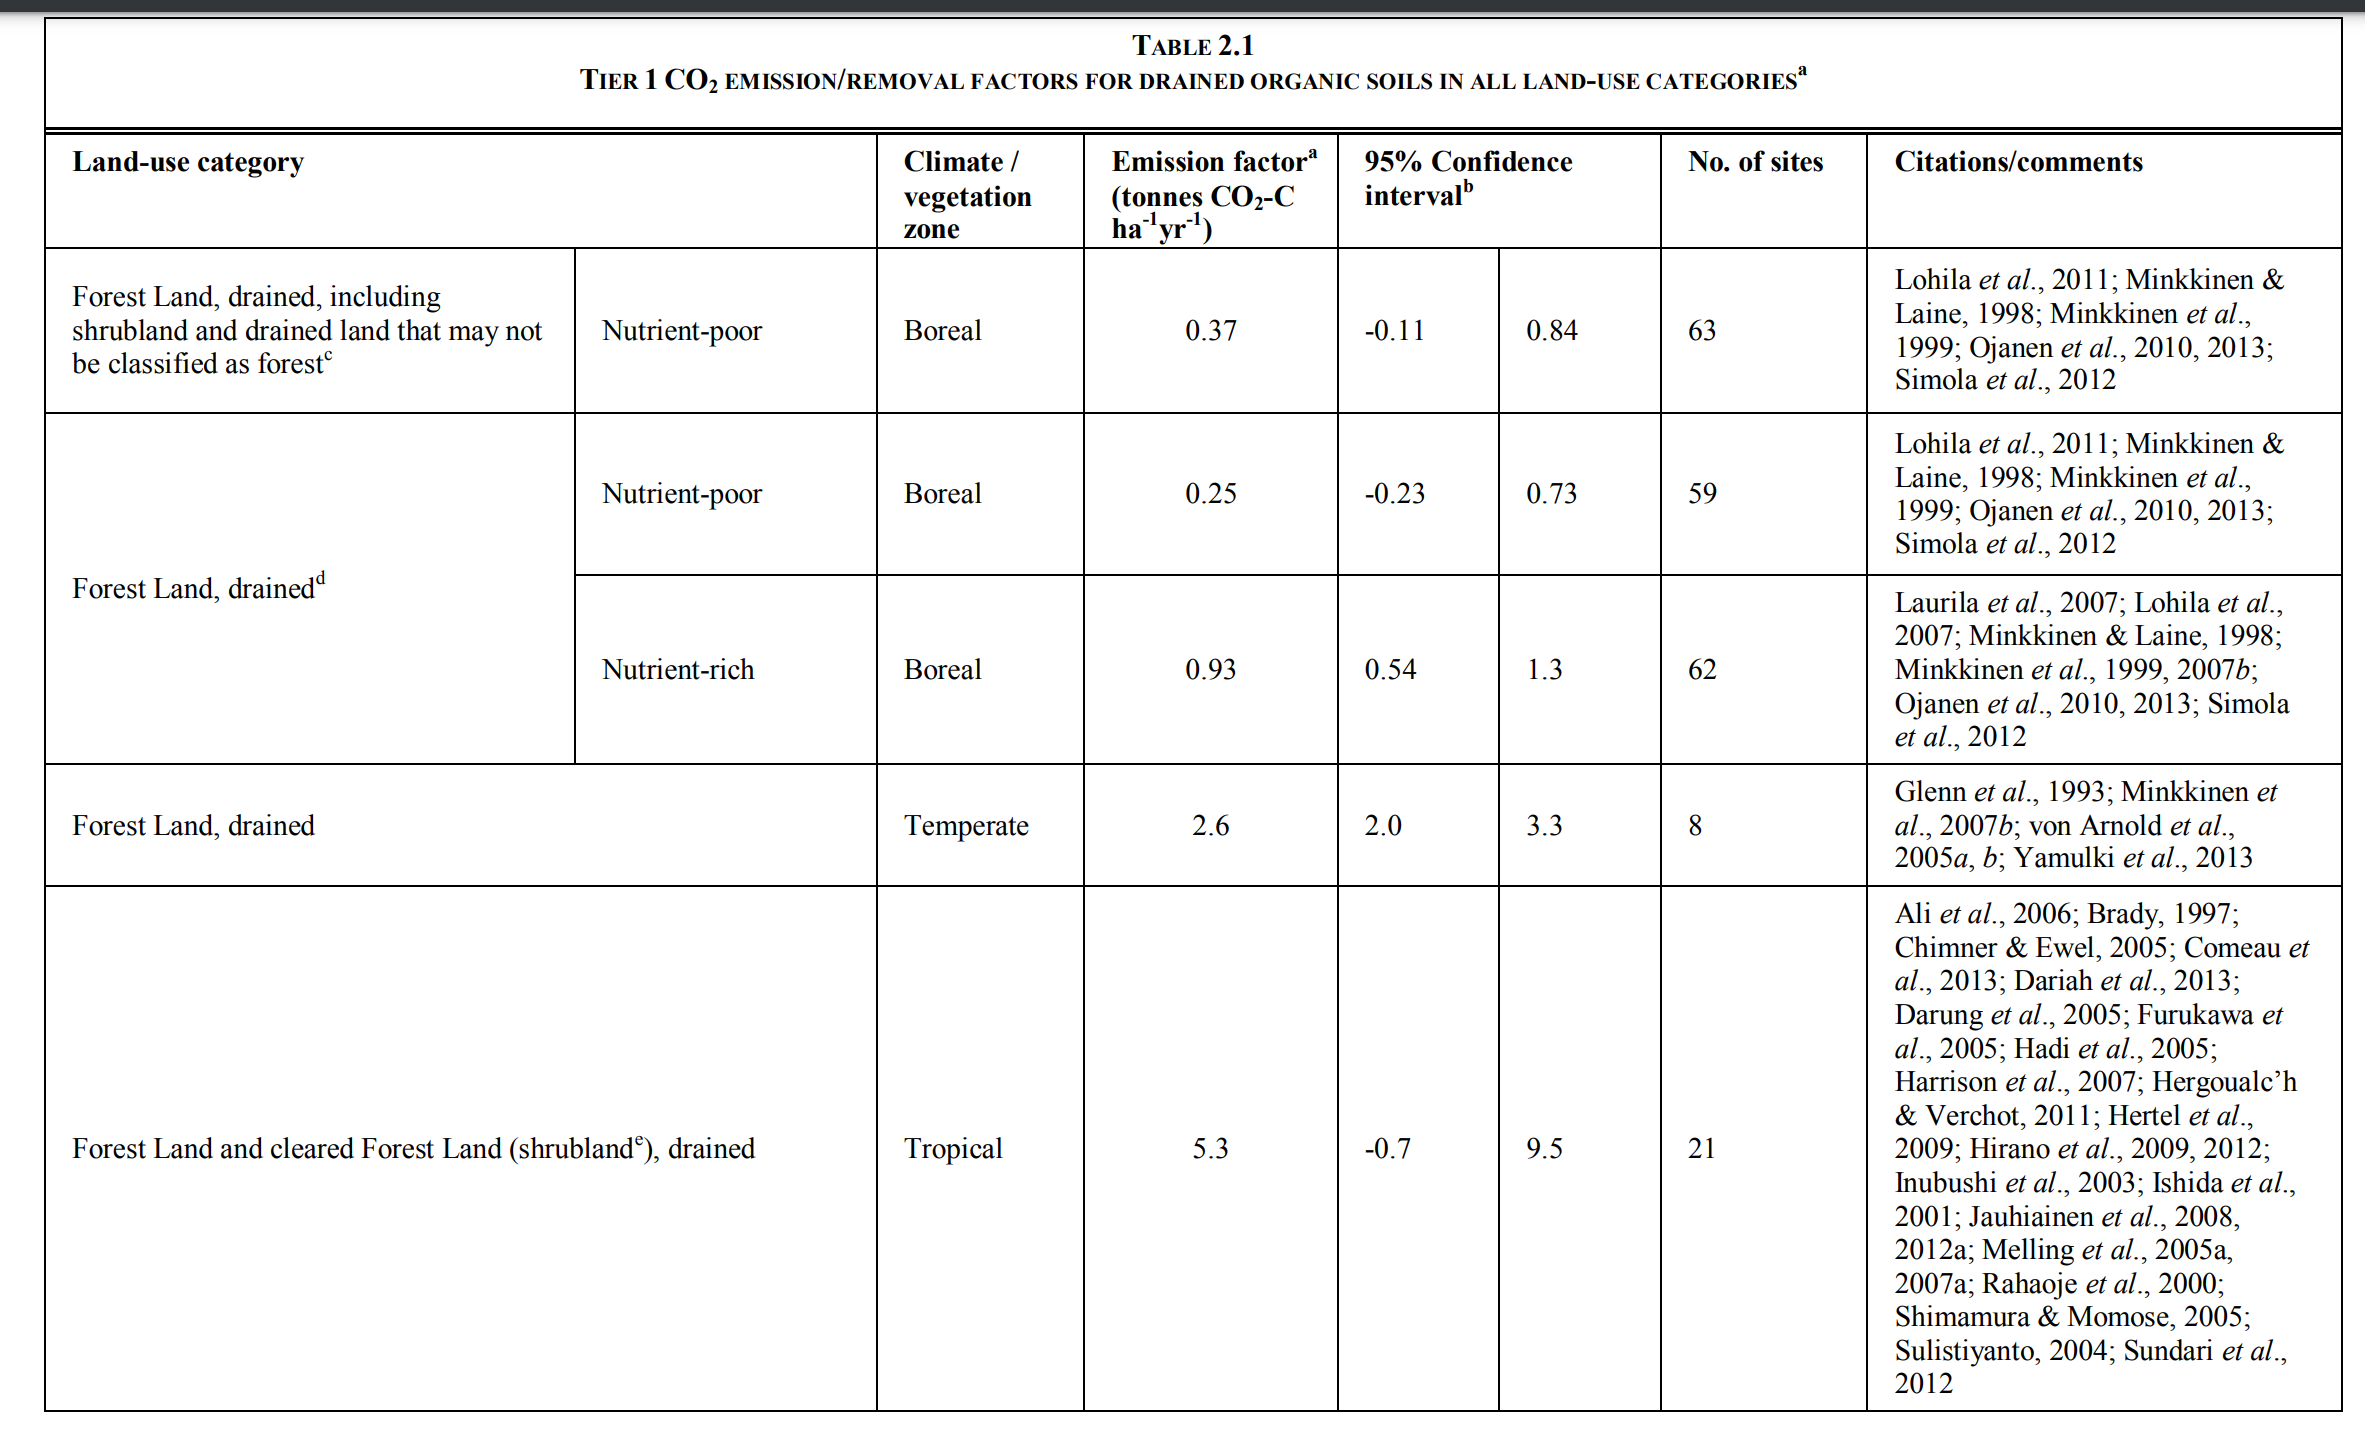 TABLE 2.1
TIER 1 CO2 EMISSION/REMOVAL FACTORS FOR DRAINED ORGANIC SOILS IN ALL LAND-USE CATEGORIESa
Land-use category
Climate /
vegetation
zone
Emission factora
(tonnes CO2-C
ha-1yr-1)
95% Confidence
intervalb
No. of sites
Citations/comments
Forest Land, drained, including
shrubland and drained land that may not
be classified as forestc
Nutrient-poor
Boreal
0.37
-0.11
0.84
63
Lohila et al., 2011; Minkkinen &
Laine, 1998; Minkkinen et al.,
1999; Ojanen et al., 2010, 2013;
Simola et al., 2012
Forest Land, drainedd
Nutrient-poor
Boreal
0.25
-0.23
0.73
59
Lohila et al., 2011; Minkkinen &
Laine, 1998; Minkkinen et al.,
1999; Ojanen et al., 2010, 2013;
Simola et al., 2012
Nutrient-rich
Boreal
0.93
0.54
1.3
62
Laurila et al., 2007; Lohila et al.,
2007; Minkkinen & Laine, 1998;
Minkkinen et al., 1999, 2007b;
Ojanen et al., 2010, 2013; Simola
et al., 2012
Forest Land, drained
Temperate
2.6
2.0
3.3
8
Glenn et al., 1993; Minkkinen et
al., 2007b; von Arnold et al.,
2005a, b; Yamulki et al., 2013
Forest Land and cleared Forest Land (shrublande), drained
Tropical
5.3
-0.7
9.5
21
Ali et al., 2006; Brady, 1997;
Chimner & Ewel, 2005; Comeau et
al., 2013; Dariah et al., 2013;
Darung et al., 2005; Furukawa et
al., 2005; Hadi et al., 2005;
Harrison et al., 2007; Hergoualc’h
& Verchot, 2011; Hertel et al.,
2009; Hirano et al., 2009, 2012;
Inubushi et al., 2003; Ishida et al.,
2001; Jauhiainen et al., 2008,
2012a; Melling et al., 2005a,
2007a; Rahaoje et al., 2000;
Shimamura & Momose, 2005;
Sulistiyanto, 2004; Sundari et al.,
2012